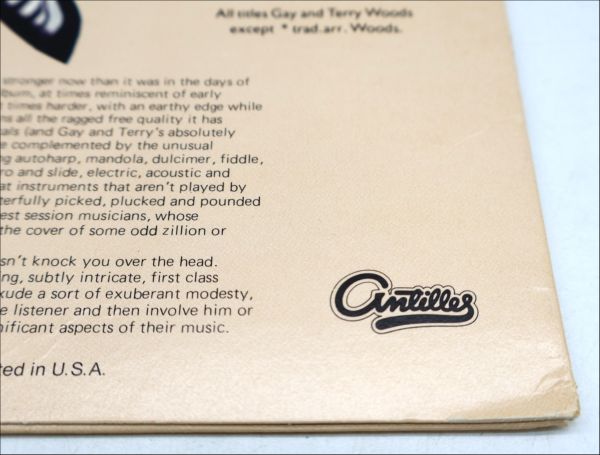 All titles Gay and Terry Woods
except * trad.arr. Woods.
stronger now than it was in the days of
lbum, at times reminiscent of early
t times harder, with an earthy edge while
ns all the ragged free quality it has
als (and Gay and Terry's absolutely
e complemented by the unusual
ng autoharp, mandola, dulcimer, fiddle,
ro and slide, electric, acoustic and
at instruments that aren't played by
terfully picked, plucked and pounded
est session musicians, whose
the cover of some odd zillion or
sn't knock you over the head.
ing, subtly intricate, first class
xude a sort of exuberant modesty,
e listener and then involve him or
nificant aspects of their music.
antilles
ted in U.S.A.